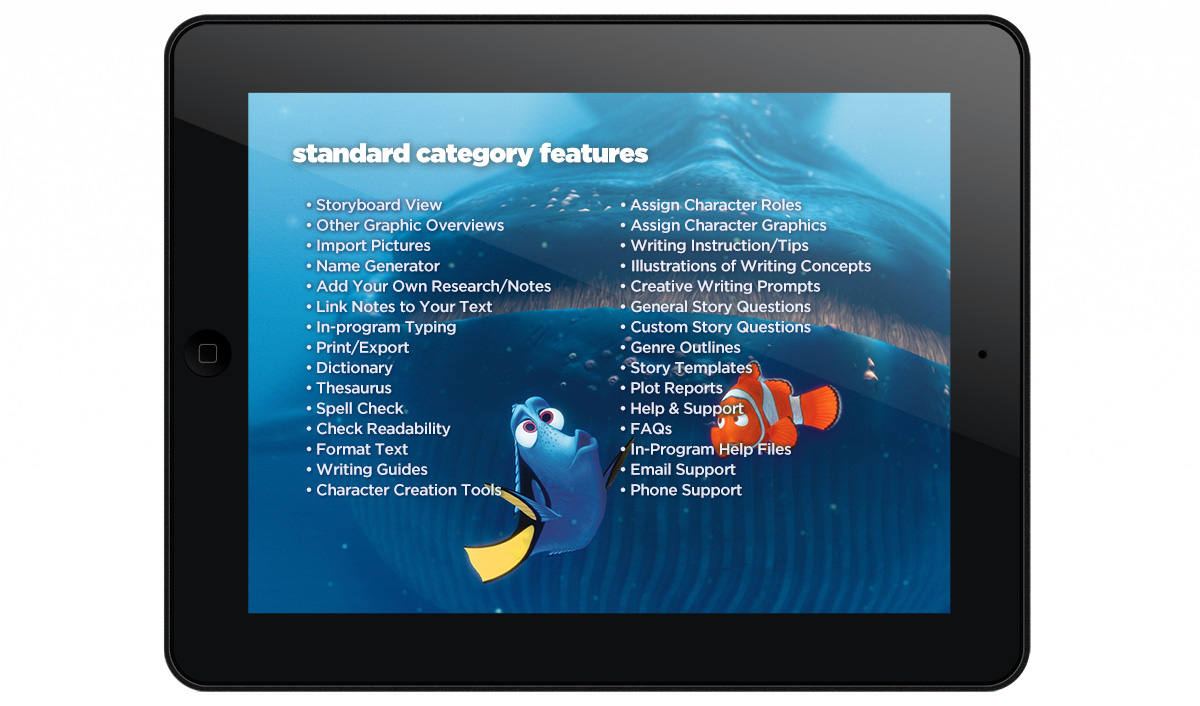 standard category features
• Storyboard View
• Other Graphic Overviews
• Import Pictures
• Name Generator
• Add Your Own Research/Notes
• Link Notes to Your Text
• In-program Typing
• Print/Export
• Dictionary
• Thesaurus
• Spell Check
• Check Readability
• Format Text
• Writing Guides
• Character Creation Tools
• Assign Character Roles
• Assign Character Graphics
• Writing Instruction/Tips
• Illustrations of Writing Concepts
• Creative Writing Prompts
• General Story Questions
• Custom Story Questions
• Genre Outlines
• Story Templates
• Plot Reports
• Help & Support
• FAQs
• In-Program Help Files
• Email Support
• Phone Support